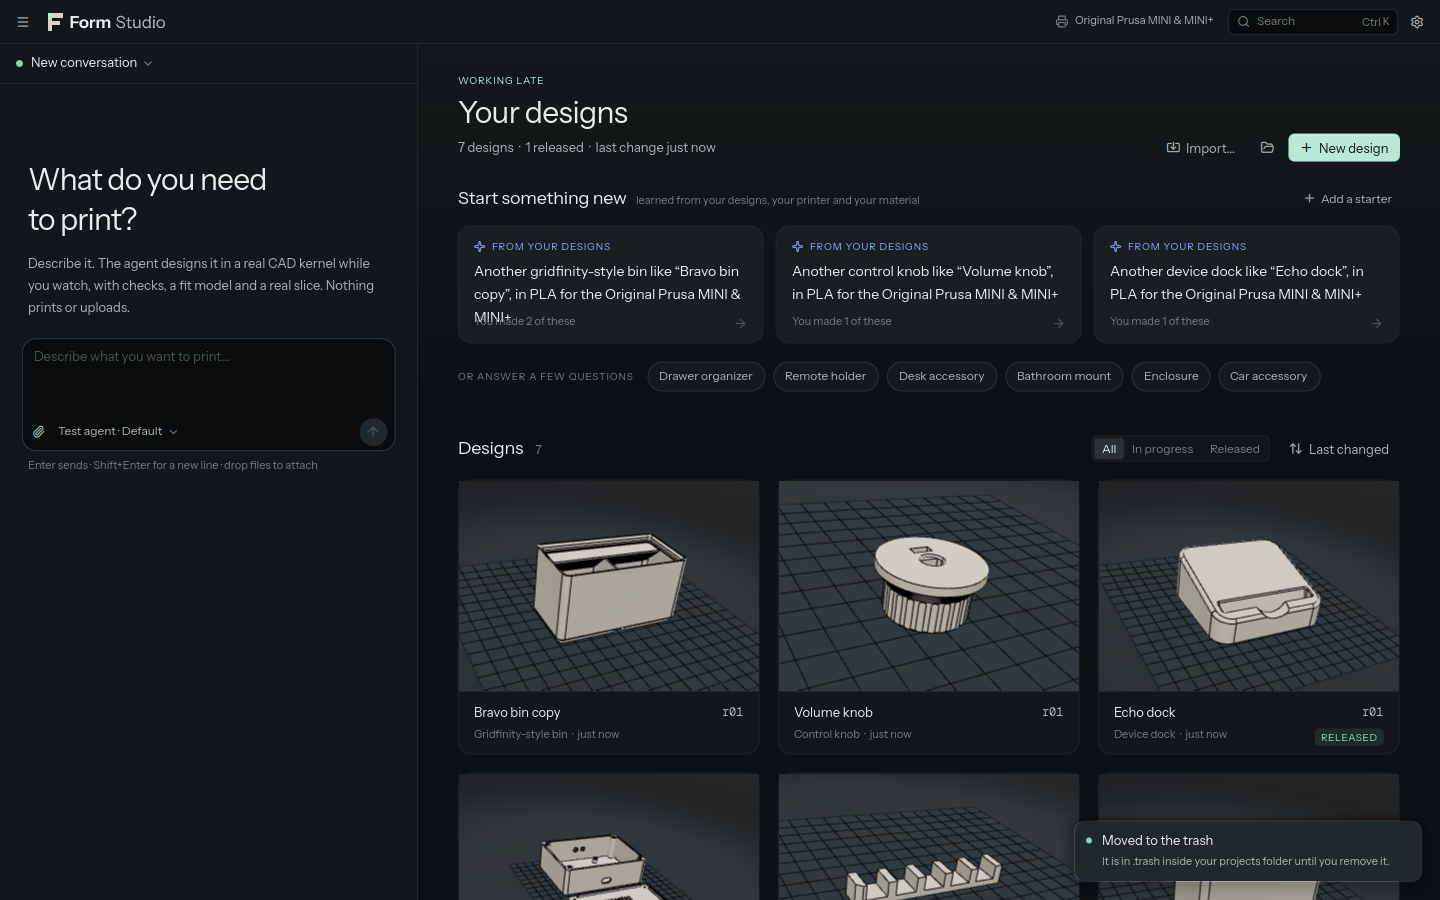 Form Studio
Original Prusa MINI & MINI+
Search
Ctrl K
New conversation
What do you need
to print?
Describe it. The agent designs it in a real CAD kernel while
you watch, with checks, a fit model and a real slice. Nothing
prints or uploads.
Describe what you want to print...
Test agent · Default
Enter sends · Shift+Enter for a new line · drop files to attach
WORKING LATE
Your designs
7 designs · 1 released · last change just now
Import...
New design
Start something new
learned from your designs, your printer and your material
Add a starter
FROM YOUR DESIGNS
Another gridfinity-style bin like “Bravo bin
copy”, in PLA for the Original Prusa MINI &
MINI+
You made 2 of these
FROM YOUR DESIGNS
Another control knob like “Volume knob”,
in PLA for the Original Prusa MINI & MINI+
You made 1 of these
FROM YOUR DESIGNS
Another device dock like “Echo dock”, in
PLA for the Original Prusa MINI & MINI+
You made 1 of these
OR ANSWER A FEW QUESTIONS
Drawer organizer
Remote holder
Desk accessory
Bathroom mount
Enclosure
Car accessory
Designs 7
All
In progress
Released
Last changed
Bravo bin copy
r01
Gridfinity-style bin · just now
Volume knob
r01
Control knob · just now
Echo dock
r01
Device dock · just now
RELEASED
Moved to the trash
It is in .trash inside your projects folder until you remove it.